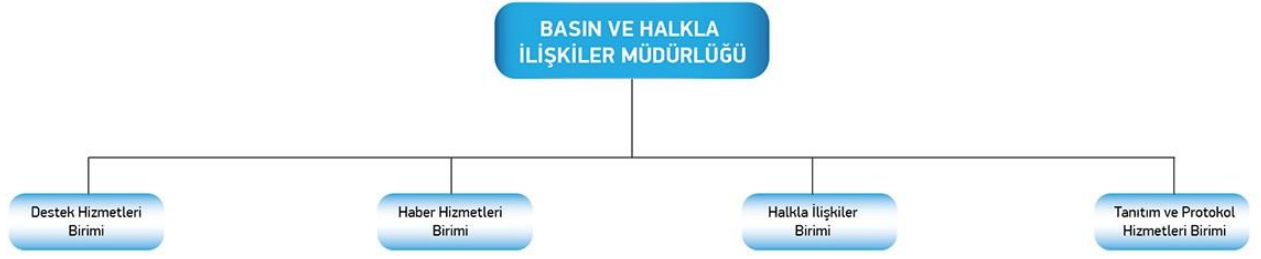 BASIN VE HALKLA
İLİŞKİLER MÜDÜRLÜĞÜ
Destek Hizmetleri
Birimi
Haber Hizmetleri
Birimi
Halkla İlişkiler
Birimi
Tanıtım ve Protokol
Hizmetleri Birimi